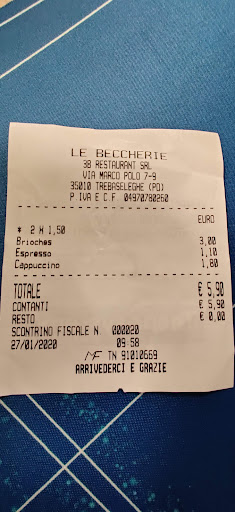 LE BECCHERIE
3B RESTAURANT SRL
VIA MARCO POLO 7-9
35010 TREBASELEGHE (PD)
P.IVA E C.F. 04970780260
EURO
* 2 X 1,50
Brioches 3,00
Espresso 1,10
Cappuccino 1,80
TOTALE € 5,90
CONTANTI € 5,90
RESTO € 0,00
SCONTRINO FISCALE N. 000020
27/01/2020 09:58
MF TN 91010669
ARRIVEDERCI E GRAZIE